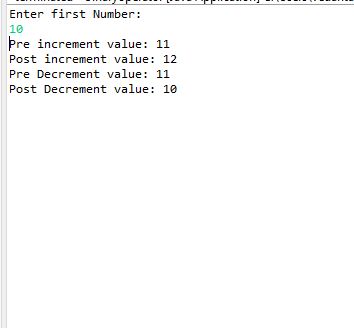 Enter first Number:
10
Pre increment value: 11
Post increment value: 12
Pre Decrement value: 11
Post Decrement value: 10